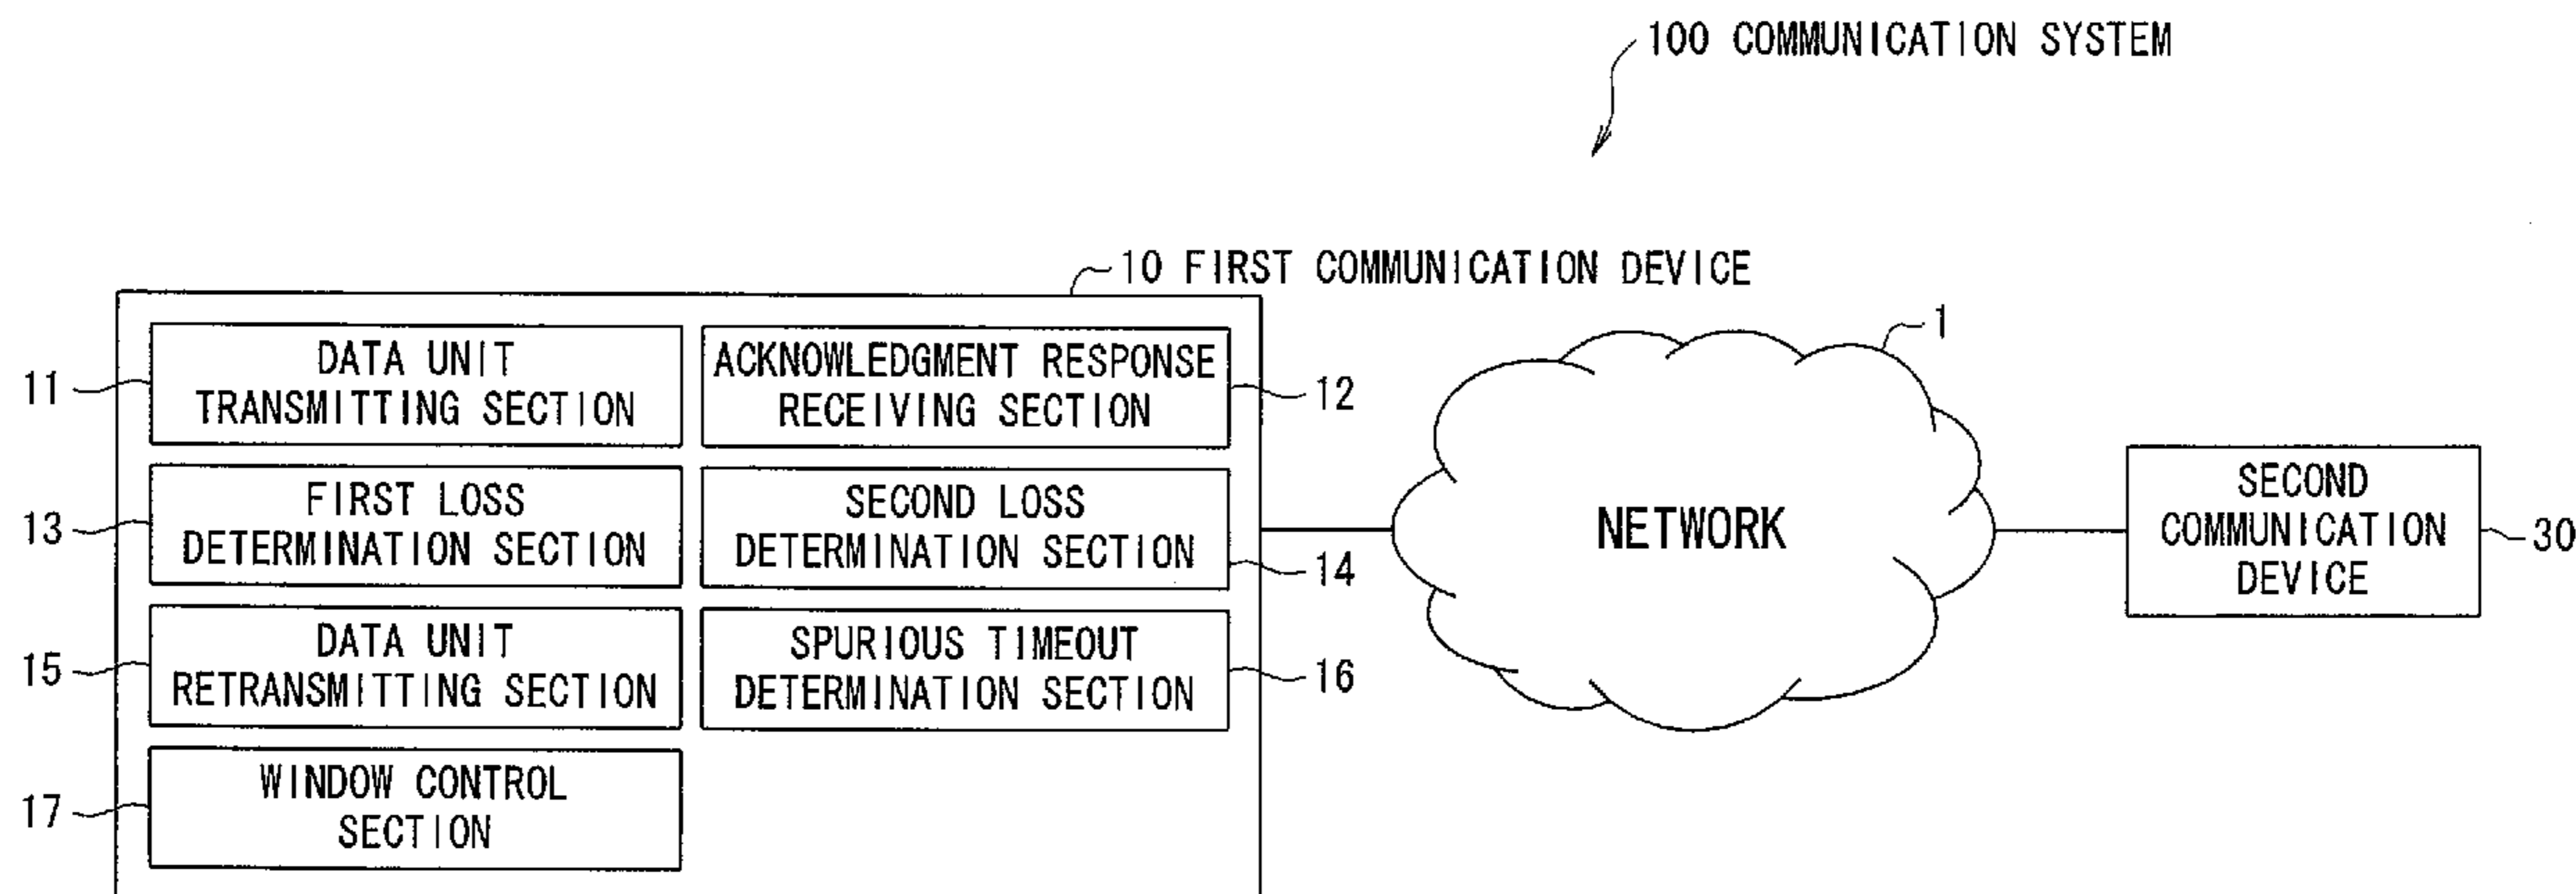 100 COMMUNICATION SYSTEM
10 FIRST COMMUNICATION DEVICE
1
11
DATA UNIT
TRANSMITTING SECTION
ACKNOWLEDGMENT RESPONSE
RECEIVING SECTION
12
13
FIRST LOSS
DETERMINATION SECTION
SECOND LOSS
DETERMINATION SECTION
14
15
DATA UNIT
RETRANSMITTING SECTION
SPURIOUS TIMEOUT
DETERMINATION SECTION
16
17
WINDOW CONTROL
SECTION
NETWORK
SECOND
COMMUNICATION
DEVICE
30